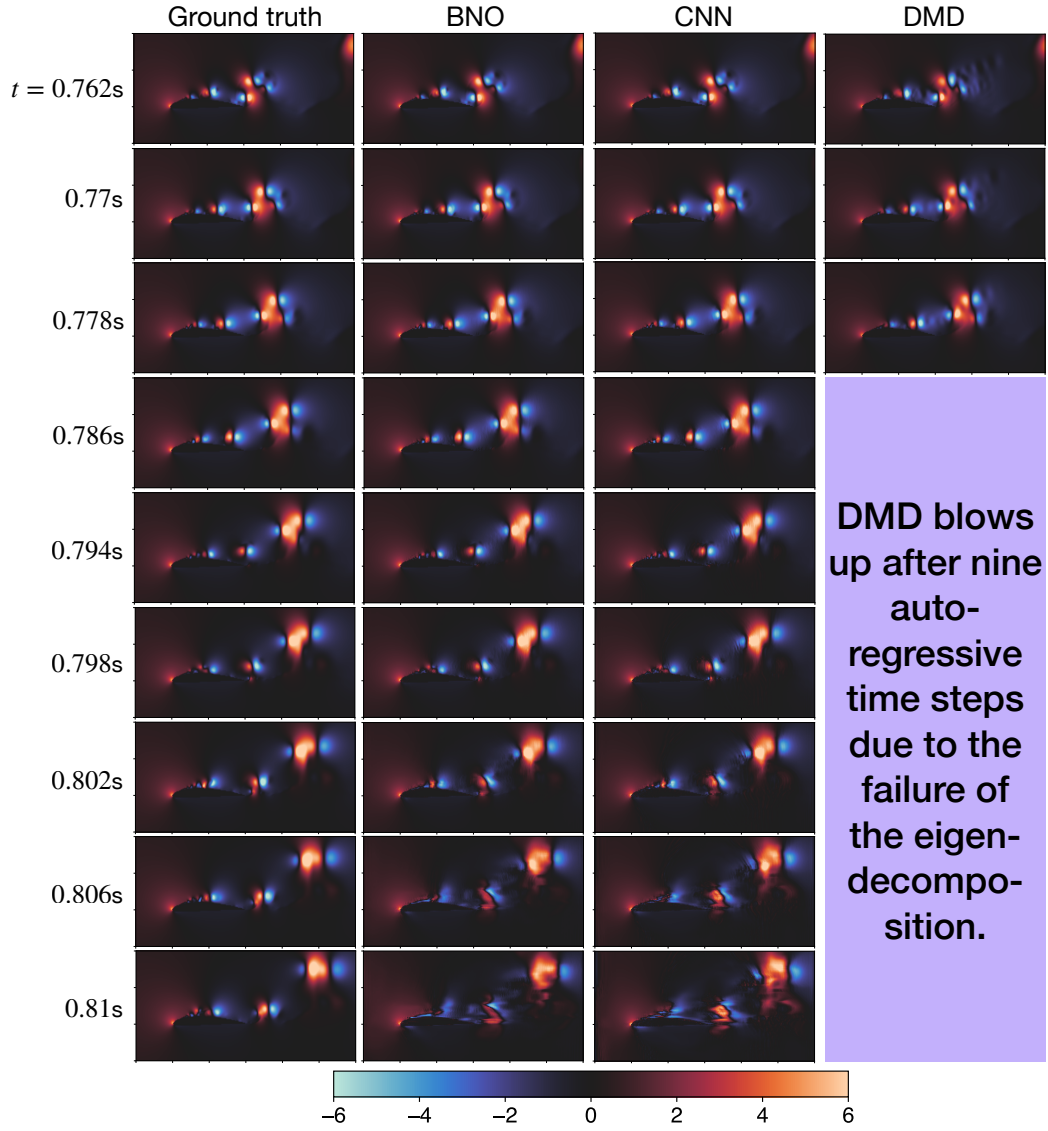 Ground truth BNO CNN DMD
t = 0.762s
0.77s
0.778s
0.786s
0.794s
0.798s
0.802s
0.806s
0.81s
DMD blows
up after nine
auto-
regressive
time steps
due to the
failure of
the eigen-
decompo-
sition.
−6 −4 −2 0 2 4 6